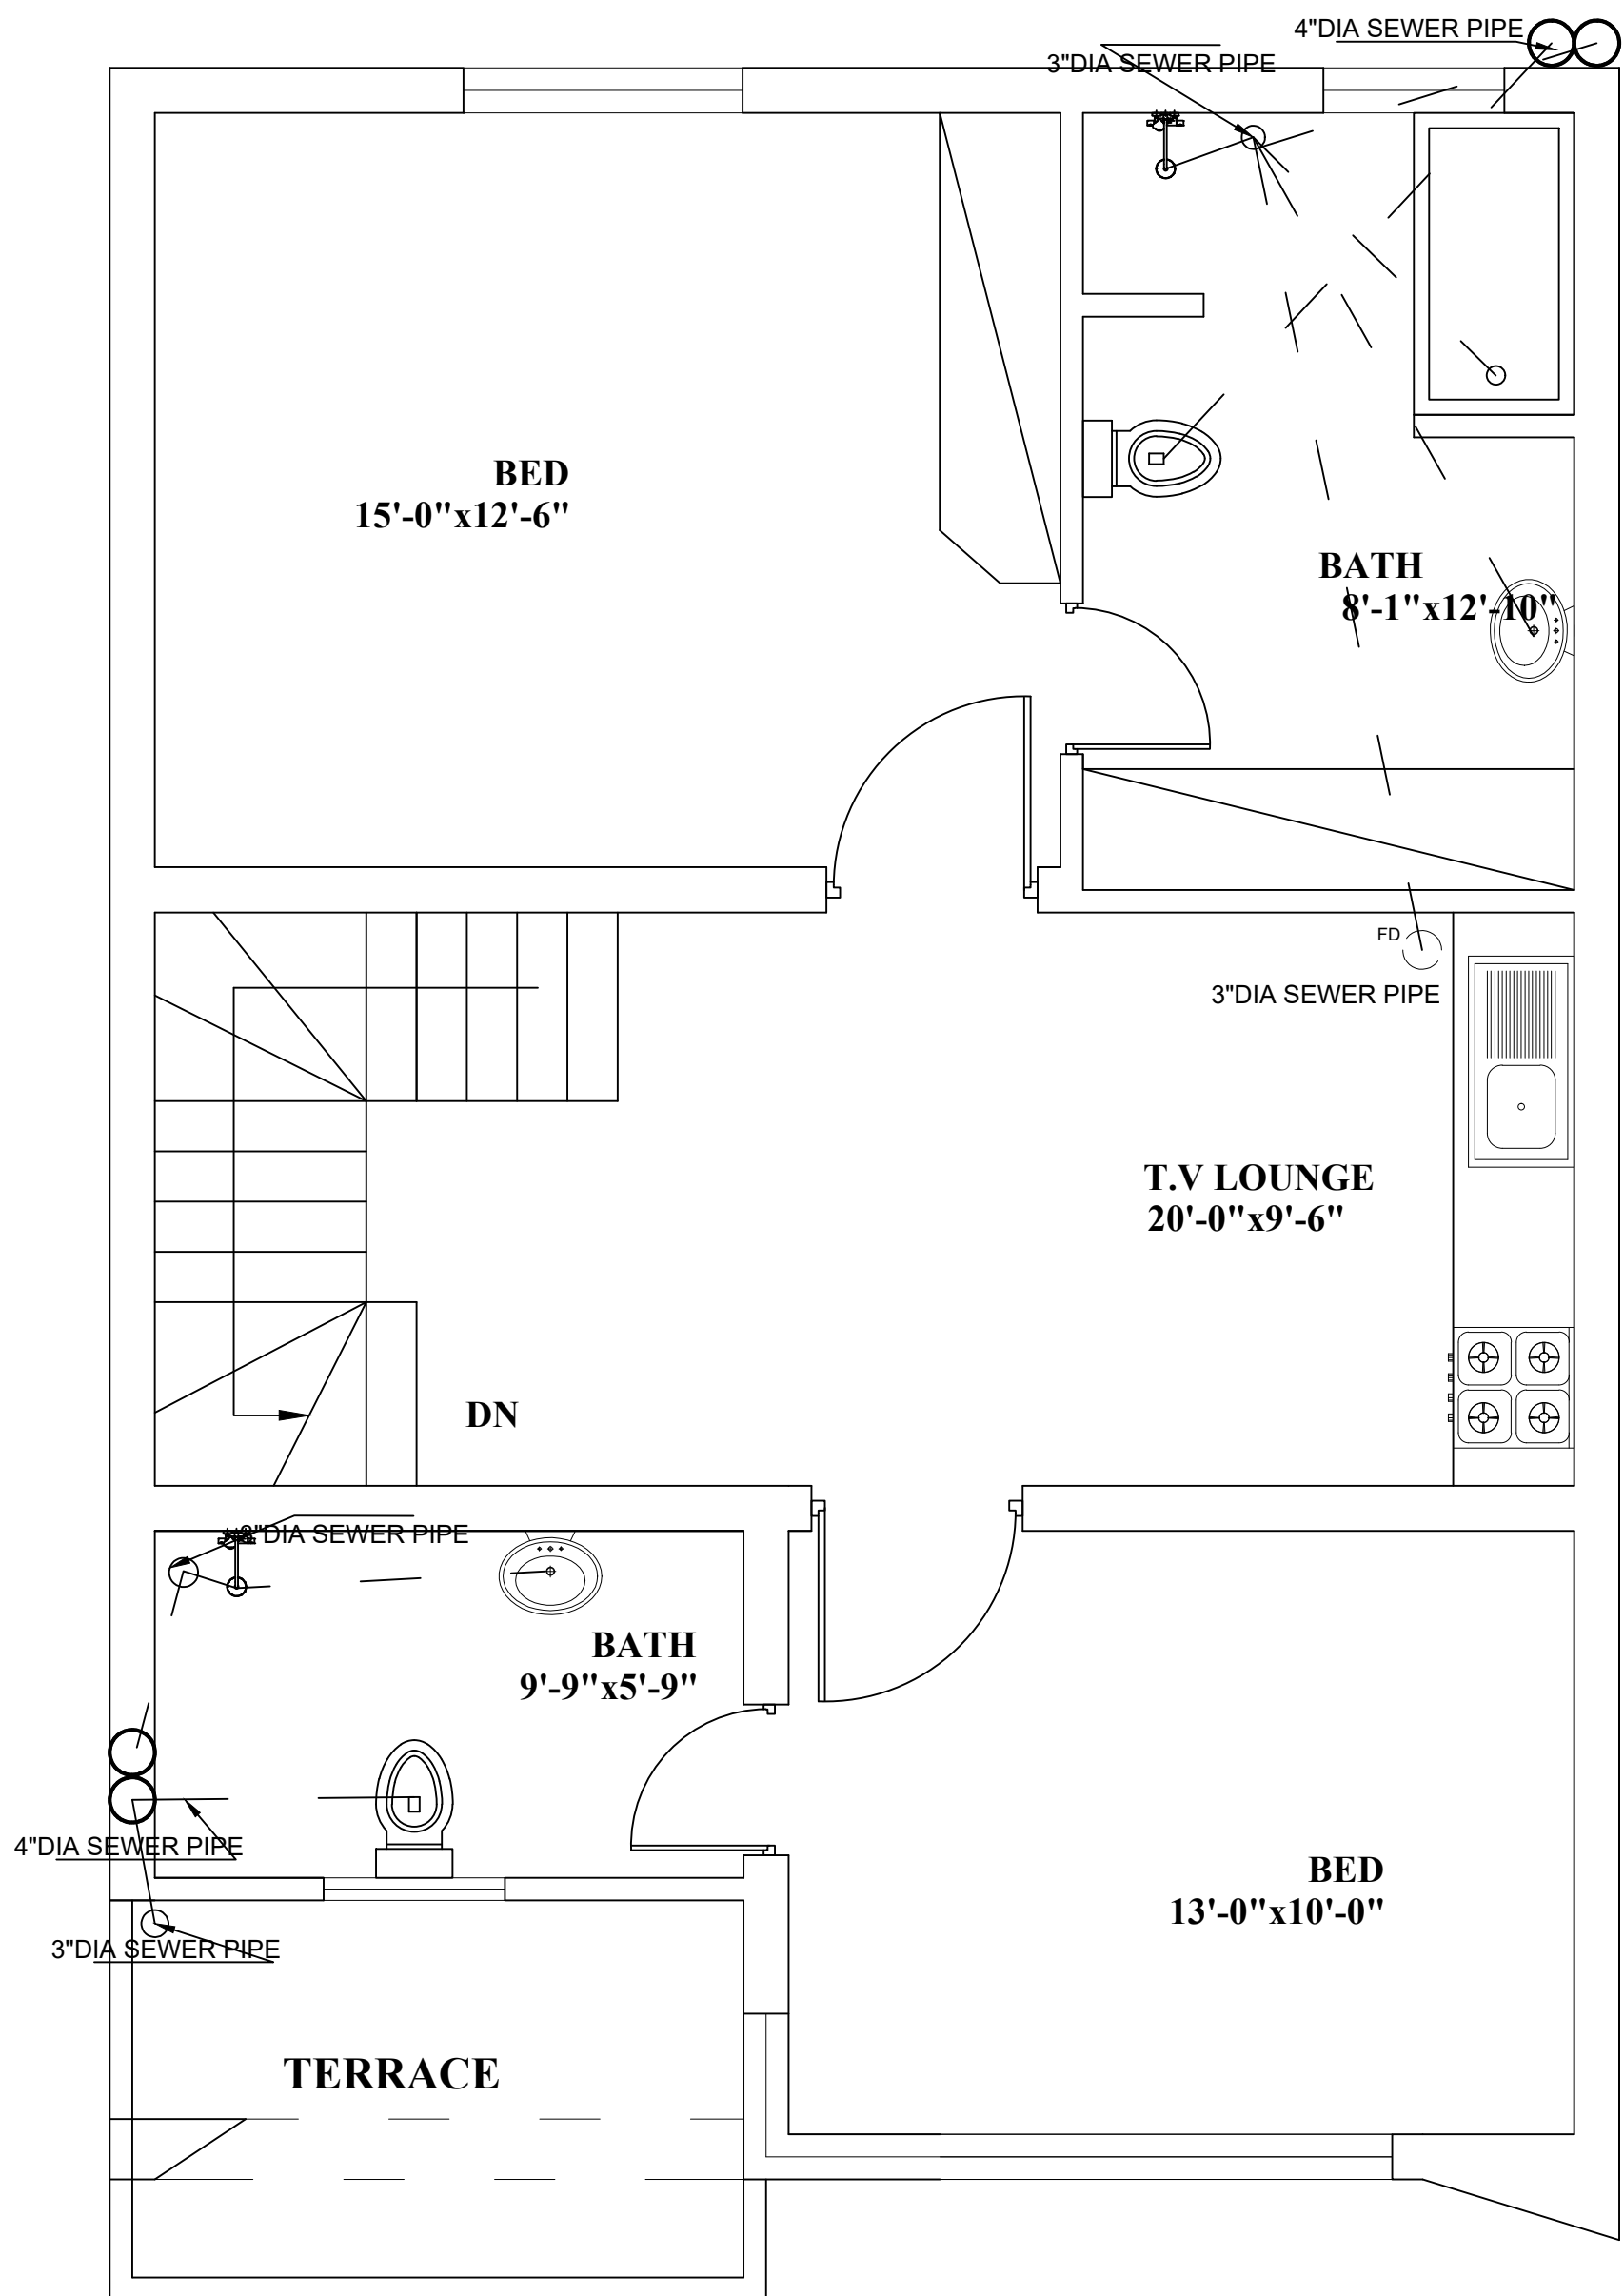 4"DIA SEWER PIPE
3"DIA SEWER PIPE
BED
15'-0"x12'-6"
BATH
8'-1"x12'-10"
FD
3"DIA SEWER PIPE
T.V LOUNGE
20'-0"x9'-6"
DN
"DIA SEWER PIPE
BATH
9'-9"x5'-9"
4"DIA SEWER PIPE
BED
13'-0"x10'-0"
3"DIA SEWER PIPE
TERRACE